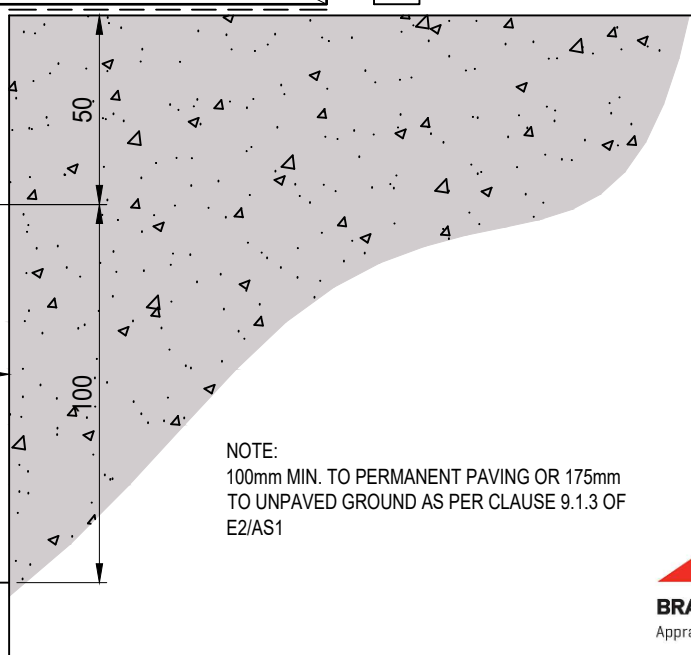 50
100
NOTE:
100mm MIN. TO PERMANENT PAVING OR 175mm
TO UNPAVED GROUND AS PER CLAUSE 9.1.3 OF
E2/AS1
BRA
Appra